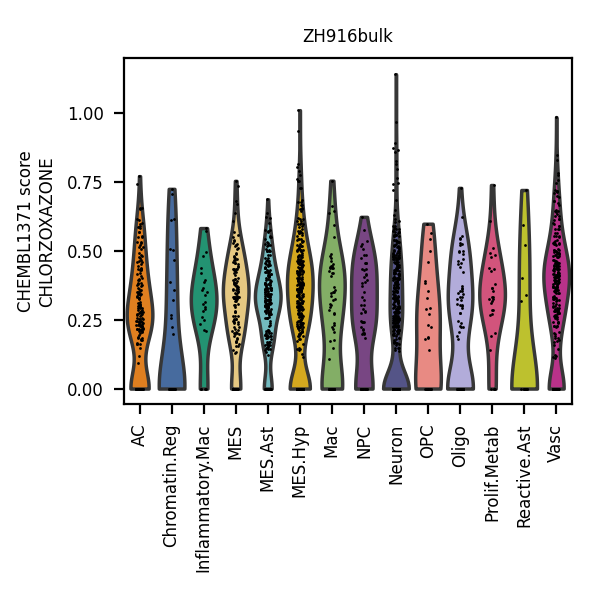 ZH916bulk
CHEMBL1371 score
CHLORZOXAZONE
1.00
0.75
0.50
0.25
0.00
AC
Chromatin.Reg
Inflammatory.Mac
MES
MES.Ast
MES.Hyp
Mac
NPC
Neuron
OPC
Oligo
Prolif.Metab
Reactive.Ast
Vasc